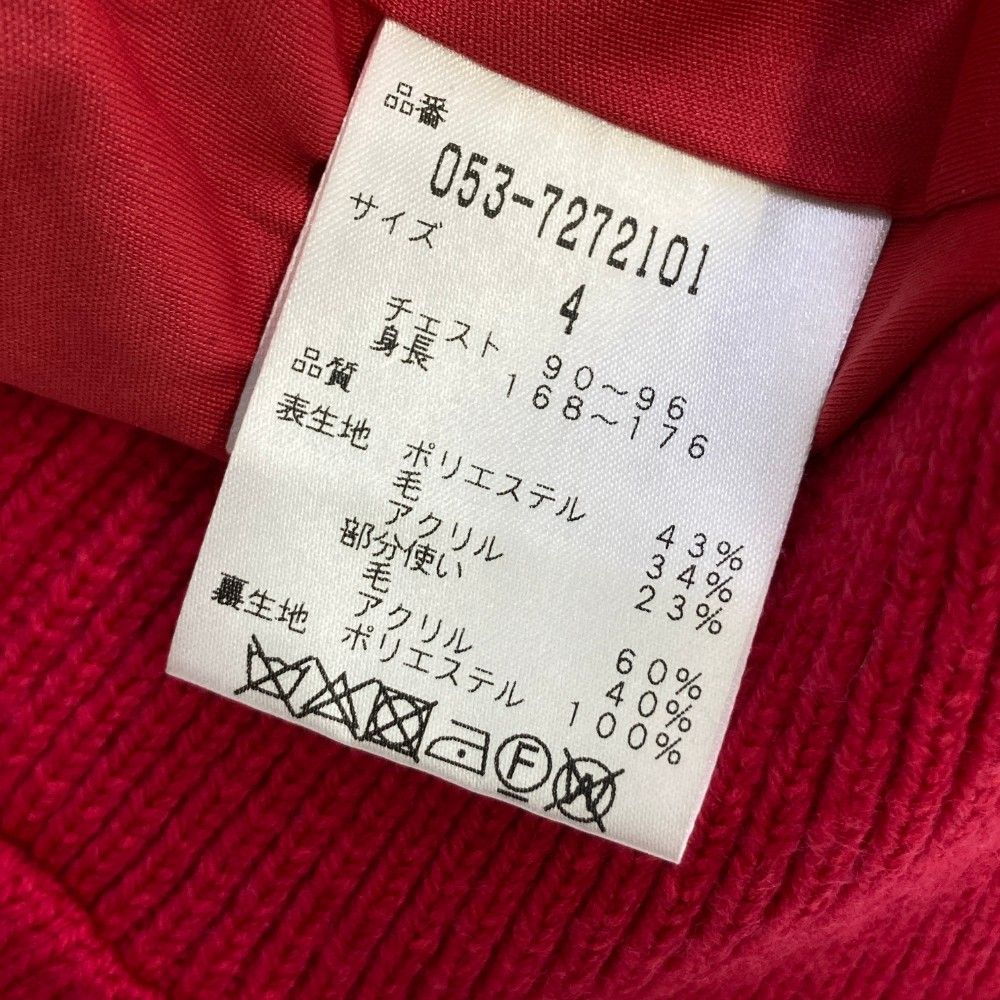 品番
053-7272101
サイズ 4
チェスト 90～96
身長 168～176
品質
表生地 ポリエステル 43%
毛 34%
アクリル 23%
部分使い
毛 60%
アクリル 40%
裏生地 ポリエステル 100%
F W